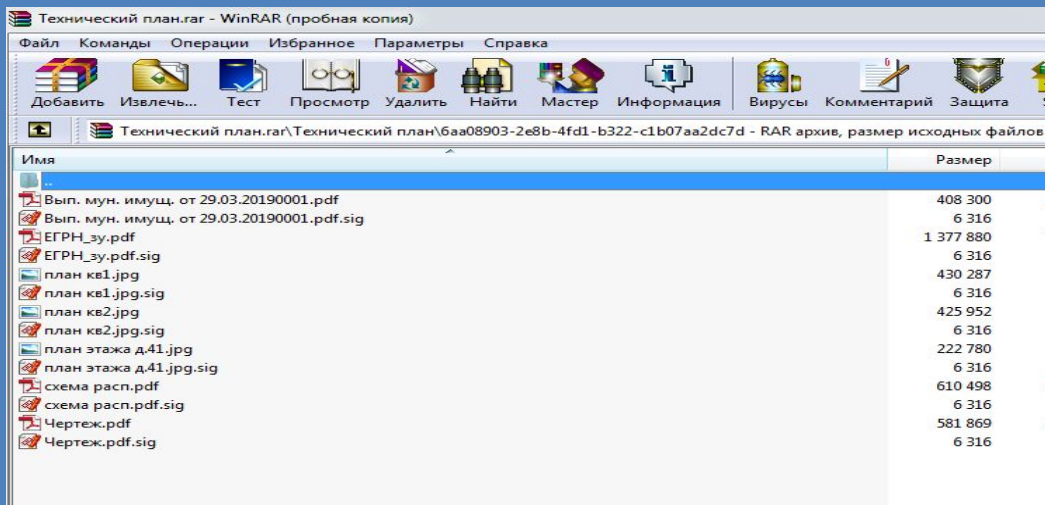 Технический план.rar - WinRAR (пробная копия)
Файл Команды Операции Избранное Параметры Справка
Добавить Извлечь... Тест Просмотр Удалить Найти Мастер Информация Вирусы Комментарий Защита
Технический план.rar\Технический план\6aa08903-2e8b-4fd1-b322-c1b07aa2dc7d - RAR архив, размер исходных файлов
Имя Размер
..
Вып. мун. имущ. от 29.03.20190001.pdf 408 300
Вып. мун. имущ. от 29.03.20190001.pdf.sig 6 316
ЕГРН_зу.pdf 1 377 880
ЕГРН_зу.pdf.sig 6 316
план кв1.jpg 430 287
план кв1.jpg.sig 6 316
план кв2.jpg 425 952
план кв2.jpg.sig 6 316
план этажа д.41.jpg 222 780
план этажа д.41.jpg.sig 6 316
схема расп.pdf 610 498
схема расп.pdf.sig 6 316
Чертеж.pdf 581 869
Чертеж.pdf.sig 6 316